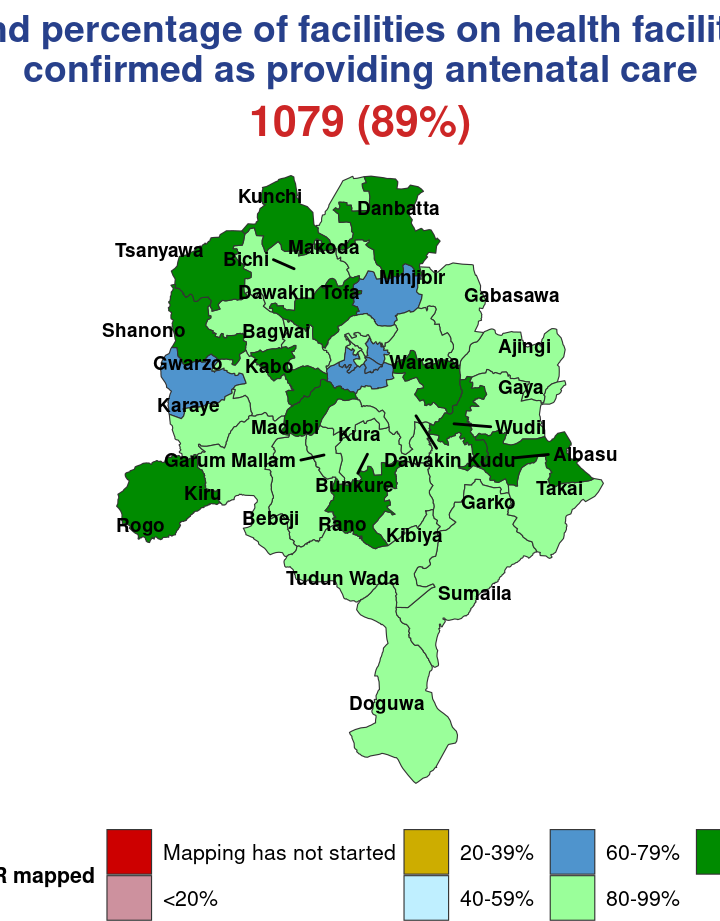 nd percentage of facilities on health facilit
confirmed as providing antenatal care
1079 (89%)
Kunchi
Danbatta
Tsanyawa
Bichi
Makoda
Minjibir
Dawakin Tofa
Gabasawa
Shanono
Bagwai
Ajingi
Gwarzo
Kabo
Warawa
Gaya
Karaye
Madobi
Kura
Wudil
Garum Mallam
Dawakin Kudu
Albasu
Kiru
Bunkure
Takai
Garko
Rogo
Bebeji
Rano
Kibiya
Tudun Wada
Sumaila
Doguwa
R mapped
Mapping has not started
20-39%
60-79%
<20%
40-59%
80-99%